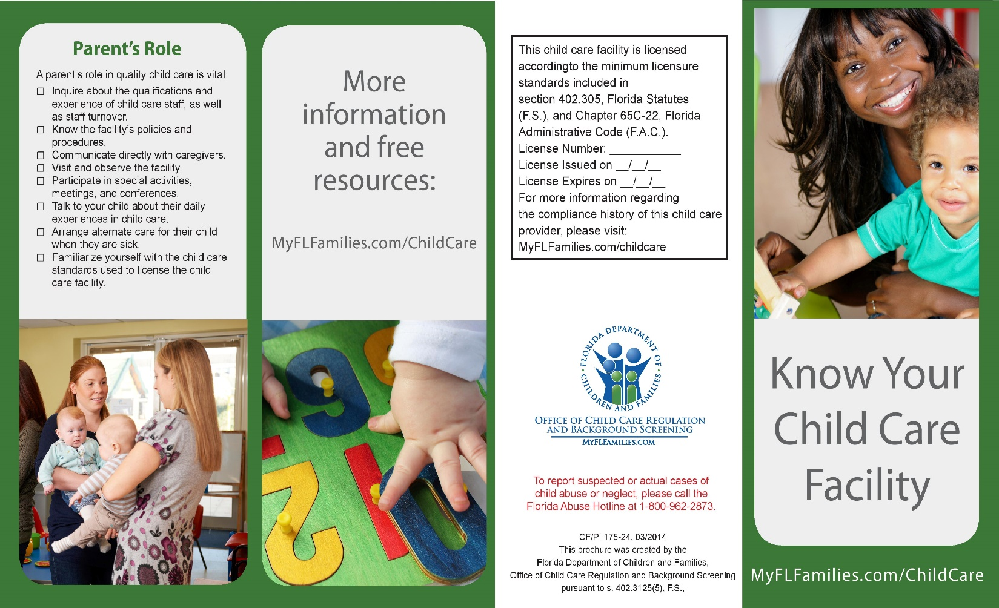 Parent's Role
A parent's role in quality child care is vital:
☐ Inquire about the qualifications and
experience of child care staff, as well
as staff turnover.
☐ Know the facility's policies and
procedures.
☐ Communicate directly with caregivers.
☐ Visit and observe the facility.
☐ Participate in special activities,
meetings, and conferences.
☐ Talk to your child about their daily
experiences in child care.
☐ Arrange alternate care for their child
when they are sick.
☐ Familiarize yourself with the child care
standards used to license the child
care facility.
More
information
and free
resources:
MyFLFamilies.com/ChildCare
This child care facility is licensed
accordingto the minimum licensure
standards included in
section 402.305, Florida Statutes
(F.S.), and Chapter 65C-22, Florida
Administrative Code (F.A.C.).
License Number: ___________
License Issued on __/__/__
License Expires on __/__/__
For more information regarding
the compliance history of this child care
provider, please visit:
MyFLFamilies.com/childcare
FLORIDA DEPARTMENT OF
• CHILDREN AND FAMILIES •
OFFICE OF CHILD CARE REGULATION
AND BACKGROUND SCREENING
MYFLFAMILIES.COM
To report suspected or actual cases of
child abuse or neglect, please call the
Florida Abuse Hotline at 1-800-962-2873.
CF/PI 175-24, 03/2014
This brochure was created by the
Florida Department of Children and Families,
Office of Child Care Regulation and Background Screening
pursuant to s. 402.3125(5), F.S.,
Know Your
Child Care
Facility
MyFLFamilies.com/ChildCare